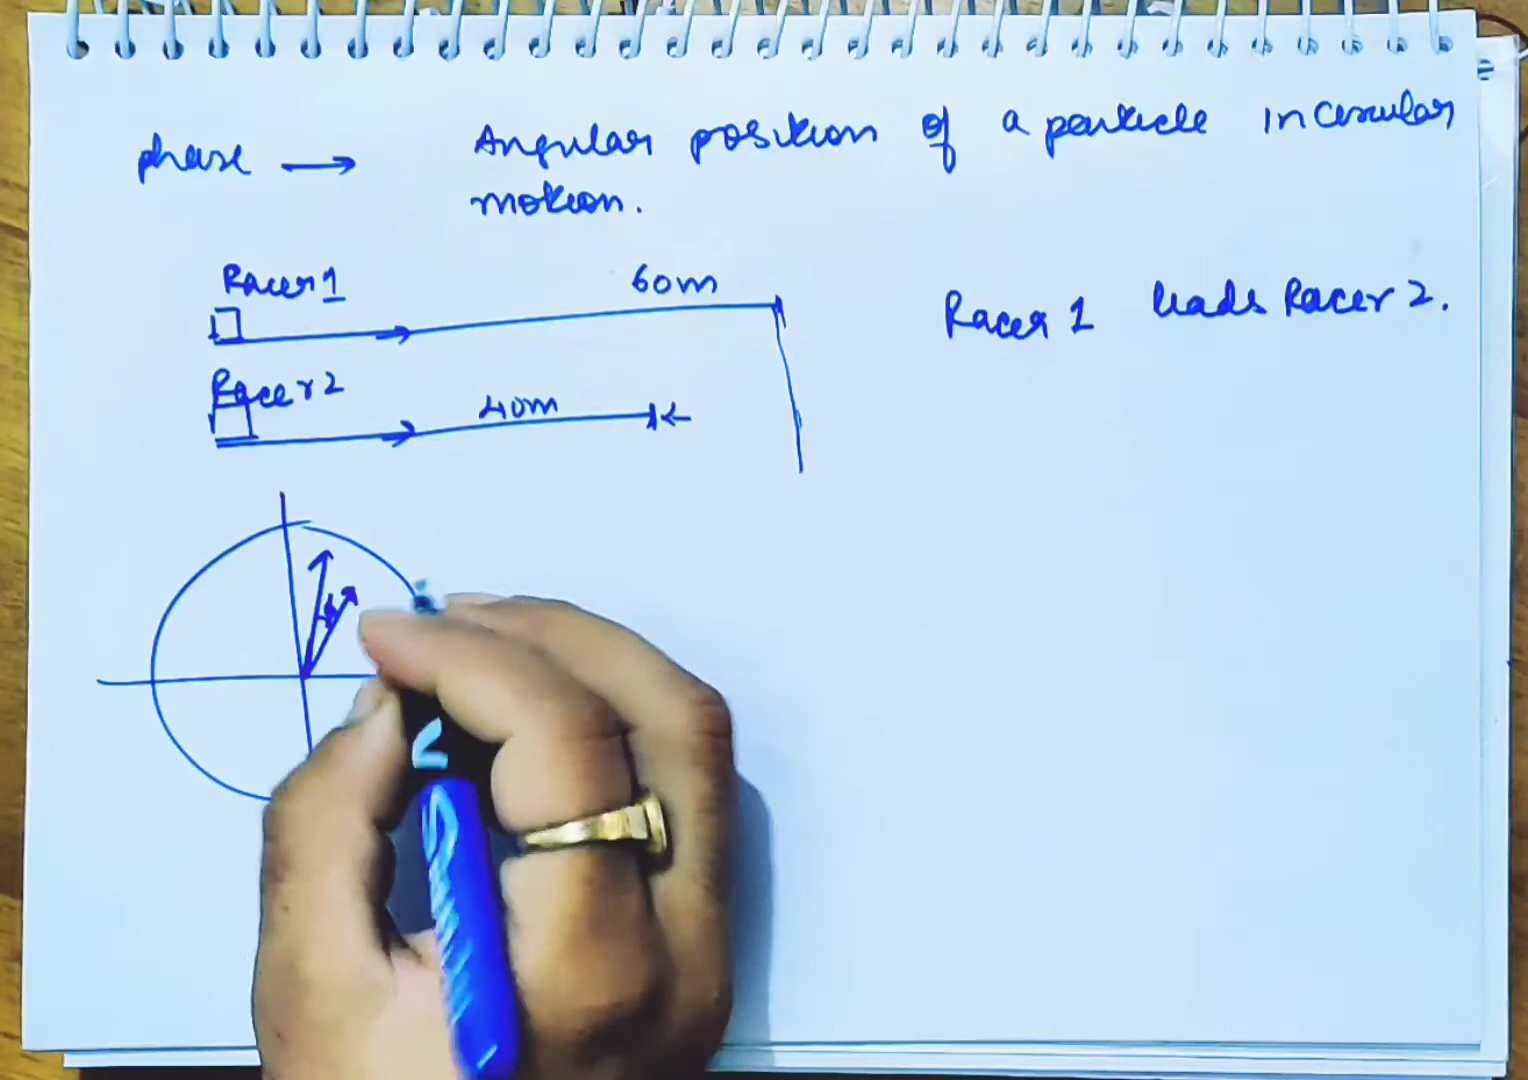 phase → Angular position of a particle in circular
motion.
Racer 1
60m
Racer 1 leads Racer 2.
Racer 2
40m